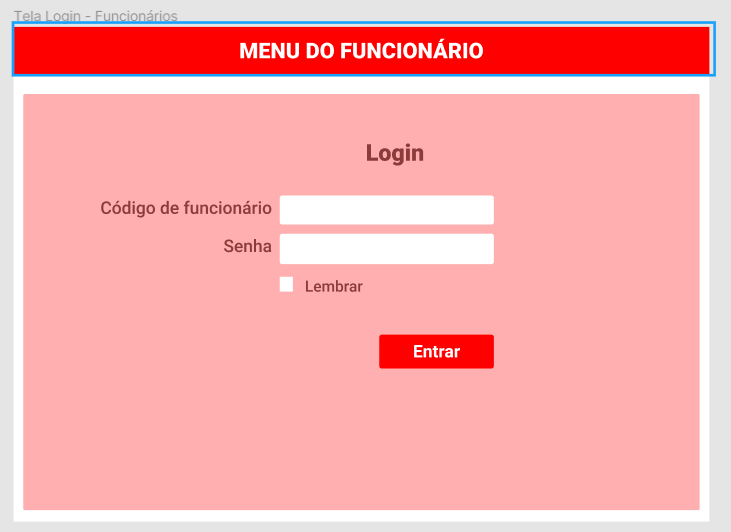 Tela Login - Funcionários
MENU DO FUNCIONÁRIO
Login
Código de funcionário
Senha
Lembrar
Entrar